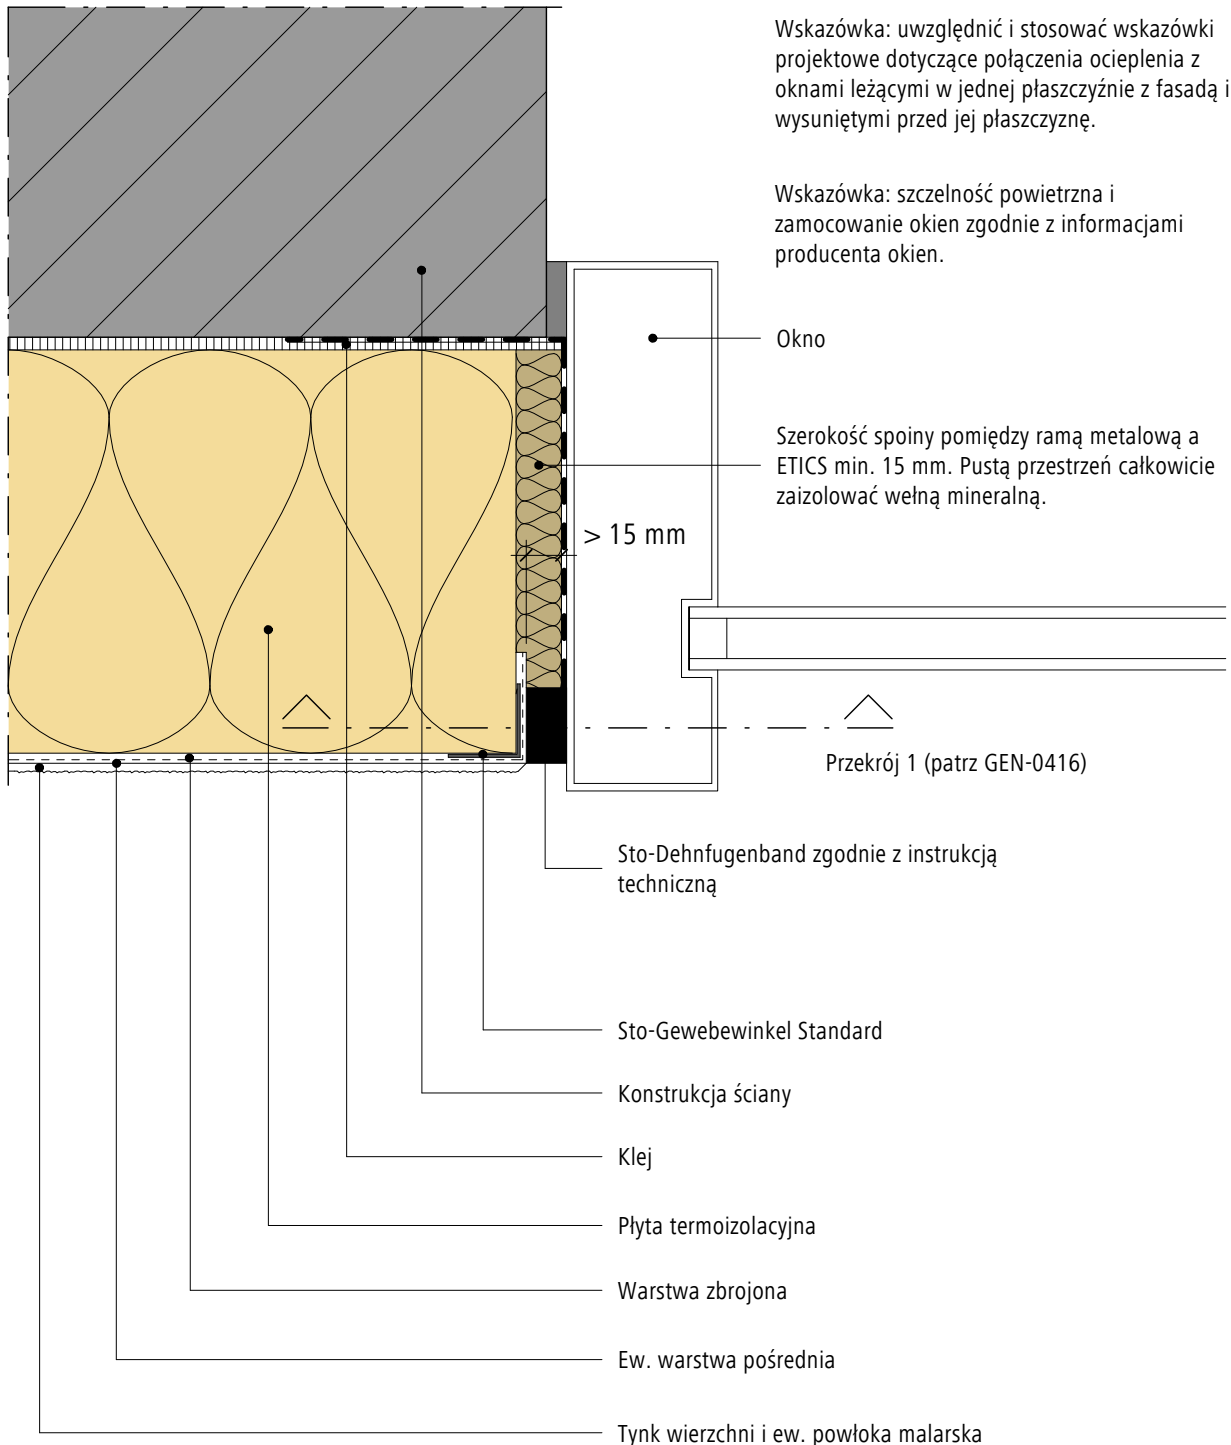 Wskazówka: uwzględnić i stosować wskazówki
projektowe dotyczące połączenia ocieplenia z
oknami leżącymi w jednej płaszczyźnie z fasadą i
wysuniętymi przed jej płaszczyznę.
Wskazówka: szczelność powietrzna i
zamocowanie okien zgodnie z informacjami
producenta okien.
Okno
Szerokość spoiny pomiędzy ramą metalową a
ETICS min. 15 mm. Pustą przestrzeń całkowicie
zaizolować wełną mineralną.
> 15 mm
Przekrój 1 (patrz GEN-0416)
Sto-Dehnfugenband zgodnie z instrukcją
techniczną
Sto-Gewebewinkel Standard
Konstrukcja ściany
Klej
Płyta termoizolacyjna
Warstwa zbrojona
Ew. warstwa pośrednia
Tynk wierzchni i ew. powłoka malarska